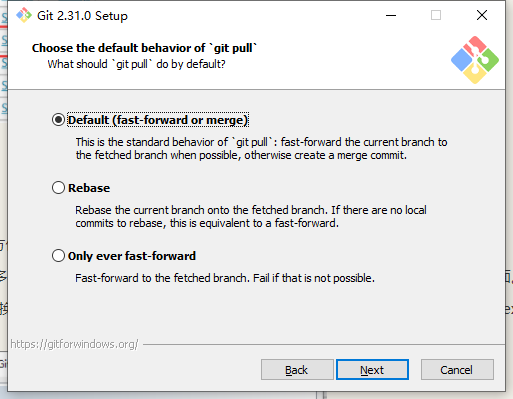 Git 2.31.0 Setup
Choose the default behavior of `git pull`
What should `git pull` do by default?
Default (fast-forward or merge)
This is the standard behavior of `git pull`: fast-forward the current branch to
the fetched branch when possible, otherwise create a merge commit.
Rebase
Rebase the current branch onto the fetched branch. If there are no local
commits to rebase, this is equivalent to a fast-forward.
Only ever fast-forward
Fast-forward to the fetched branch. Fail if that is not possible.
https://gitforwindows.org/
Back
Next
Cancel